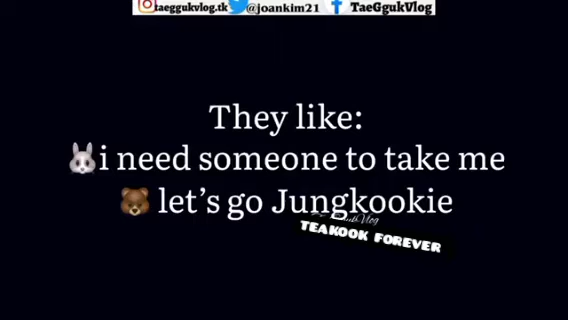 taeggukvlog.tk @joankim21 TaeGgukVlog
They like:
🐰i need someone to take me
🐻 let’s go Jungkookie
TEAKOOK FOREVER